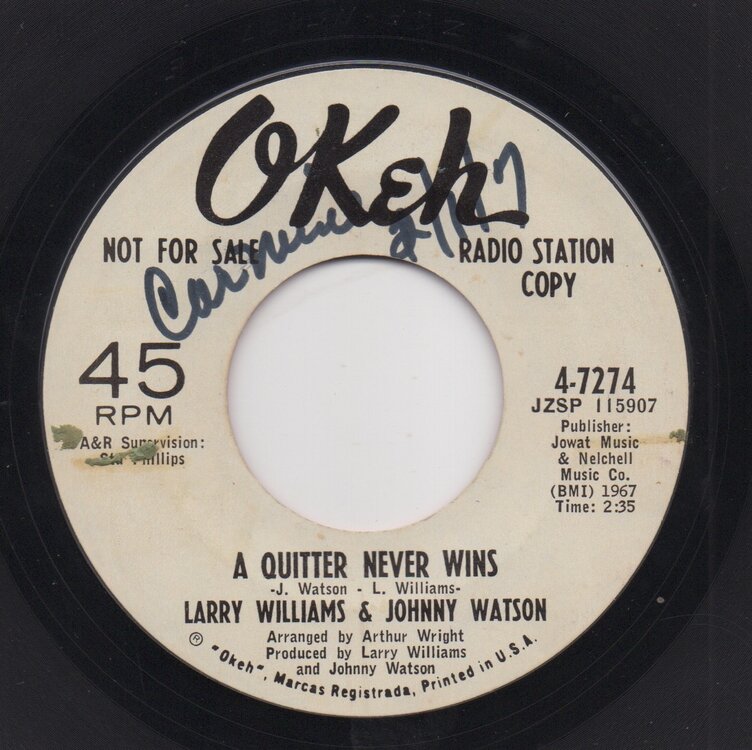 OKeh
NOT FOR SALE
RADIO STATION
COPY
45
RPM
4-7274
JZSP 115907
A&R Supervision:
Stu Phillips
Publisher:
Jowat Music
& Nelchell
Music Co.
(BMI) 1967
Time: 2:35
A QUITTER NEVER WINS
-J. Watson - L. Williams-
LARRY WILLIAMS & JOHNNY WATSON
Arranged by Arthur Wright
Produced by Larry Williams
and Johnny Watson
Ⓟ "Okeh", Marcas Registrada, Printed in U.S.A.